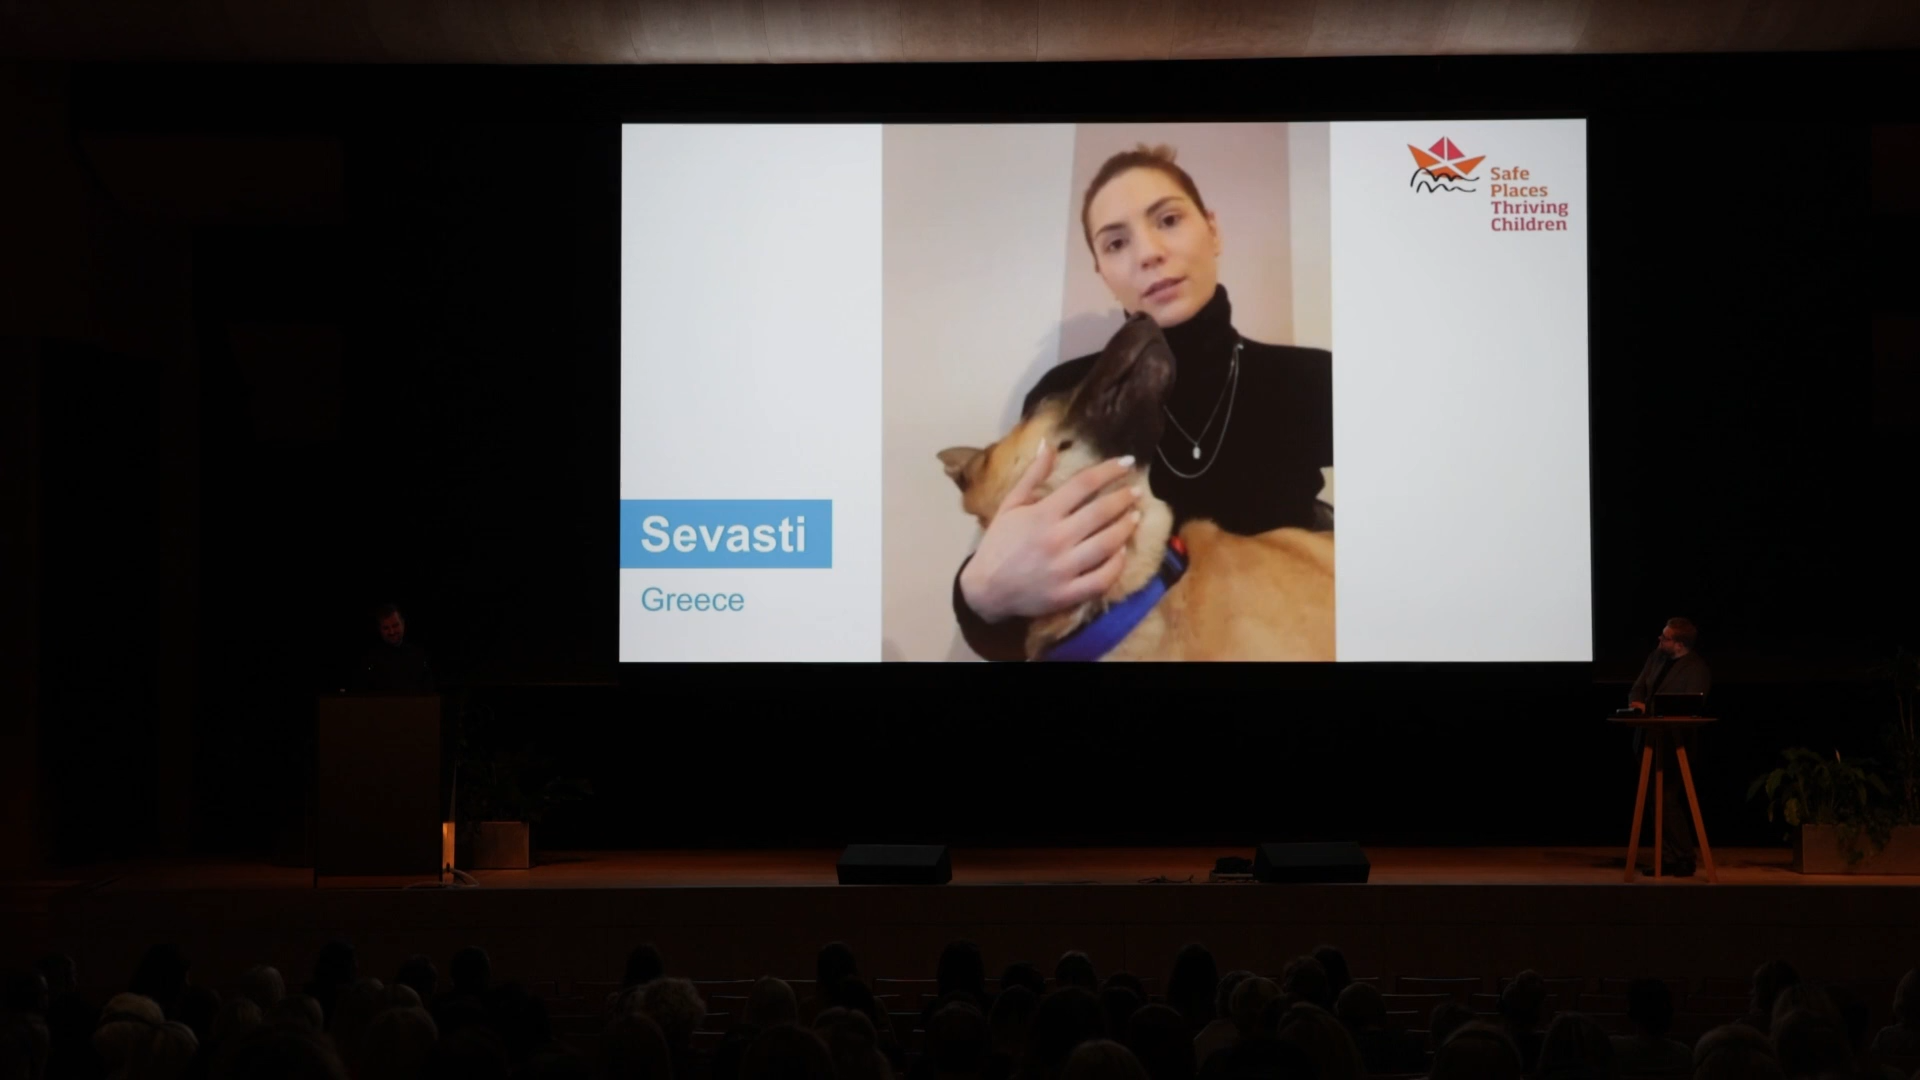 Safe
Places
Thriving
Children
Sevasti
Greece